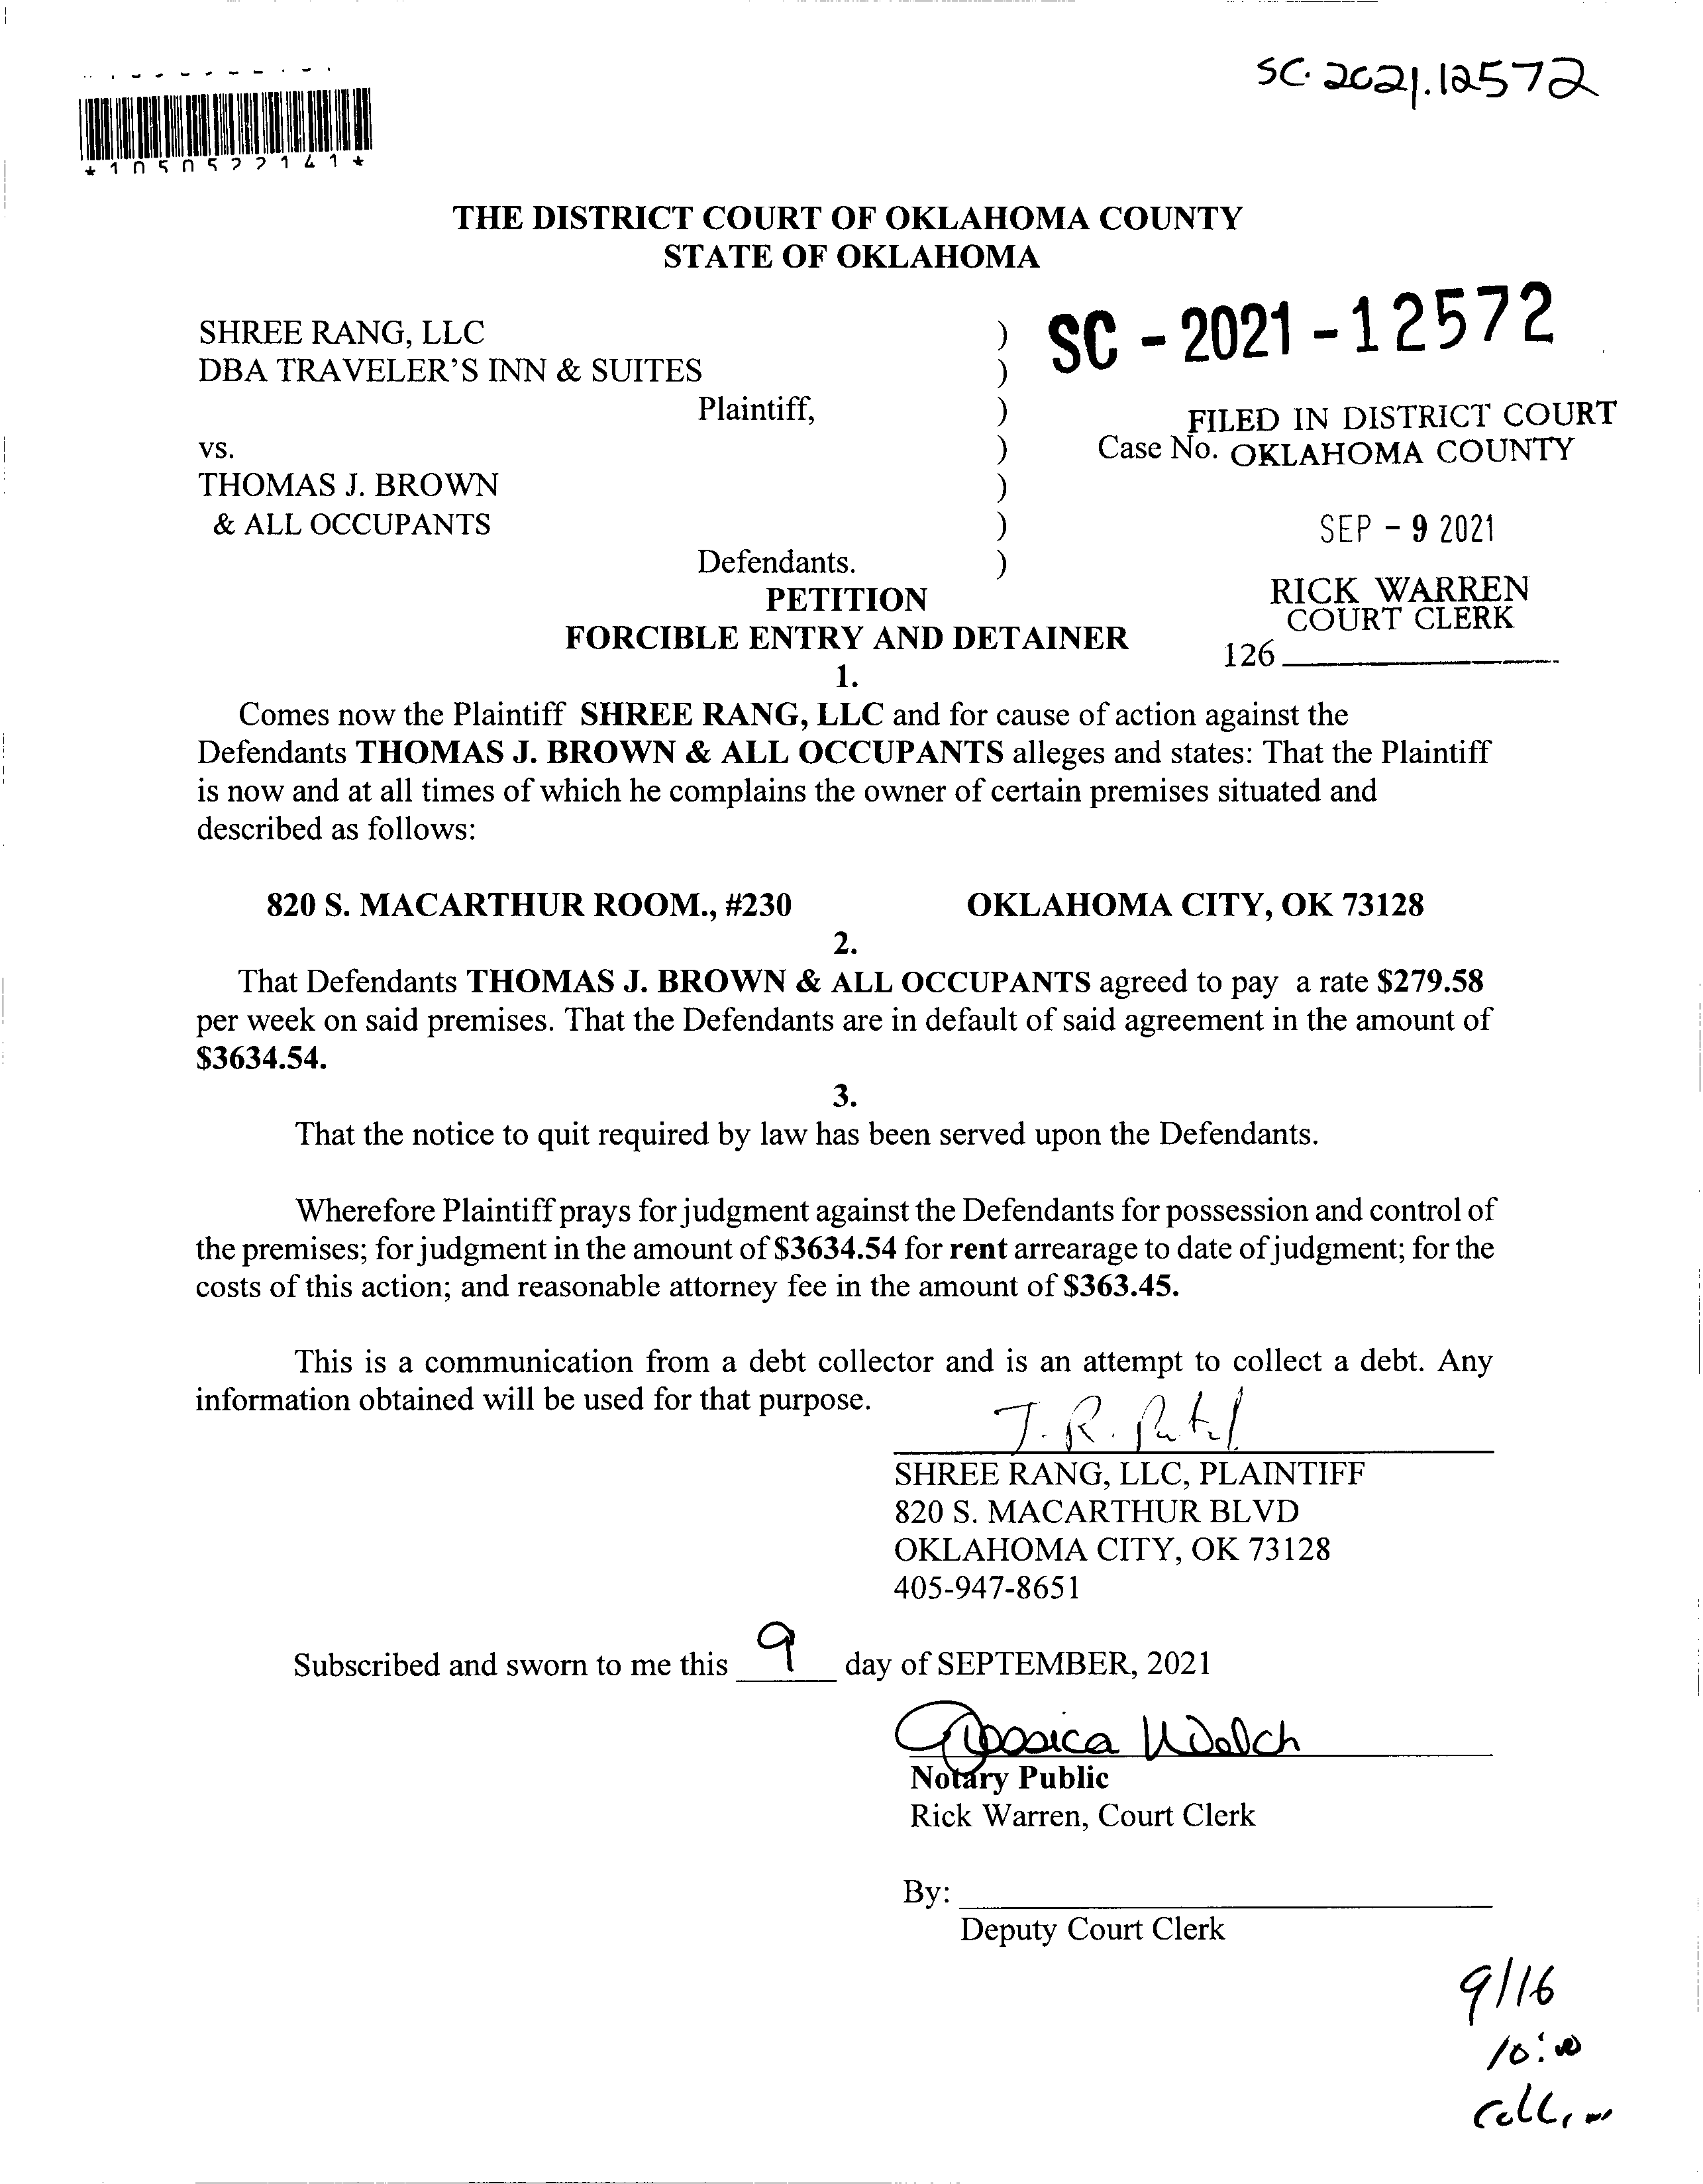 SC. 2021.12572
*1050522141*
THE DISTRICT COURT OF OKLAHOMA COUNTY
STATE OF OKLAHOMA
SHREE RANG, LLC ) SC - 2021 - 12572
DBA TRAVELER'S INN & SUITES )
Plaintiff, ) FILED IN DISTRICT COURT
vs. ) Case No. OKLAHOMA COUNTY
THOMAS J. BROWN )
& ALL OCCUPANTS ) SEP - 9 2021
Defendants. )
PETITION RICK WARREN
COURT CLERK
FORCIBLE ENTRY AND DETAINER
126
1.
Comes now the Plaintiff SHREE RANG, LLC and for cause of action against the
Defendants THOMAS J. BROWN & ALL OCCUPANTS alleges and states: That the Plaintiff
is now and at all times of which he complains the owner of certain premises situated and
described as follows:
820 S. MACARTHUR ROOM., #230 OKLAHOMA CITY, OK 73128
2.
That Defendants THOMAS J. BROWN & ALL OCCUPANTS agreed to pay a rate $279.58
per week on said premises. That the Defendants are in default of said agreement in the amount of
$3634.54.
3.
That the notice to quit required by law has been served upon the Defendants.
Wherefore Plaintiff prays for judgment against the Defendants for possession and control of
the premises; for judgment in the amount of $3634.54 for rent arrearage to date of judgment; for the
costs of this action; and reasonable attorney fee in the amount of $363.45.
This is a communication from a debt collector and is an attempt to collect a debt. Any
information obtained will be used for that purpose.
J. R. Patel
SHREE RANG, LLC, PLAINTIFF
820 S. MACARTHUR BLVD
OKLAHOMA CITY, OK 73128
405-947-8651
Subscribed and sworn to me this 9 day of SEPTEMBER, 2021
Jessica Welch
Notary Public
Rick Warren, Court Clerk
By:
Deputy Court Clerk
9/16
10:00